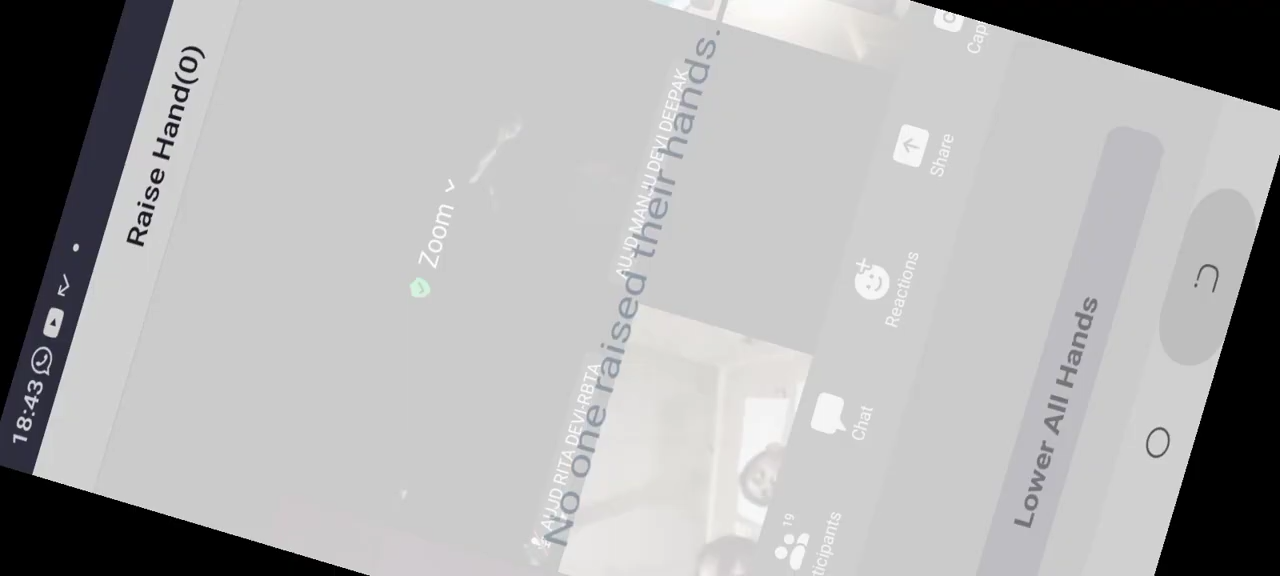 18:43
Raise Hand(0)
Zoom
AUJD MANJU DEVI DEEPAK
AUJD RITA DEVI-RBTA
No one raised their hands.
Share
Reactions
Chat
19
Lower All Hands